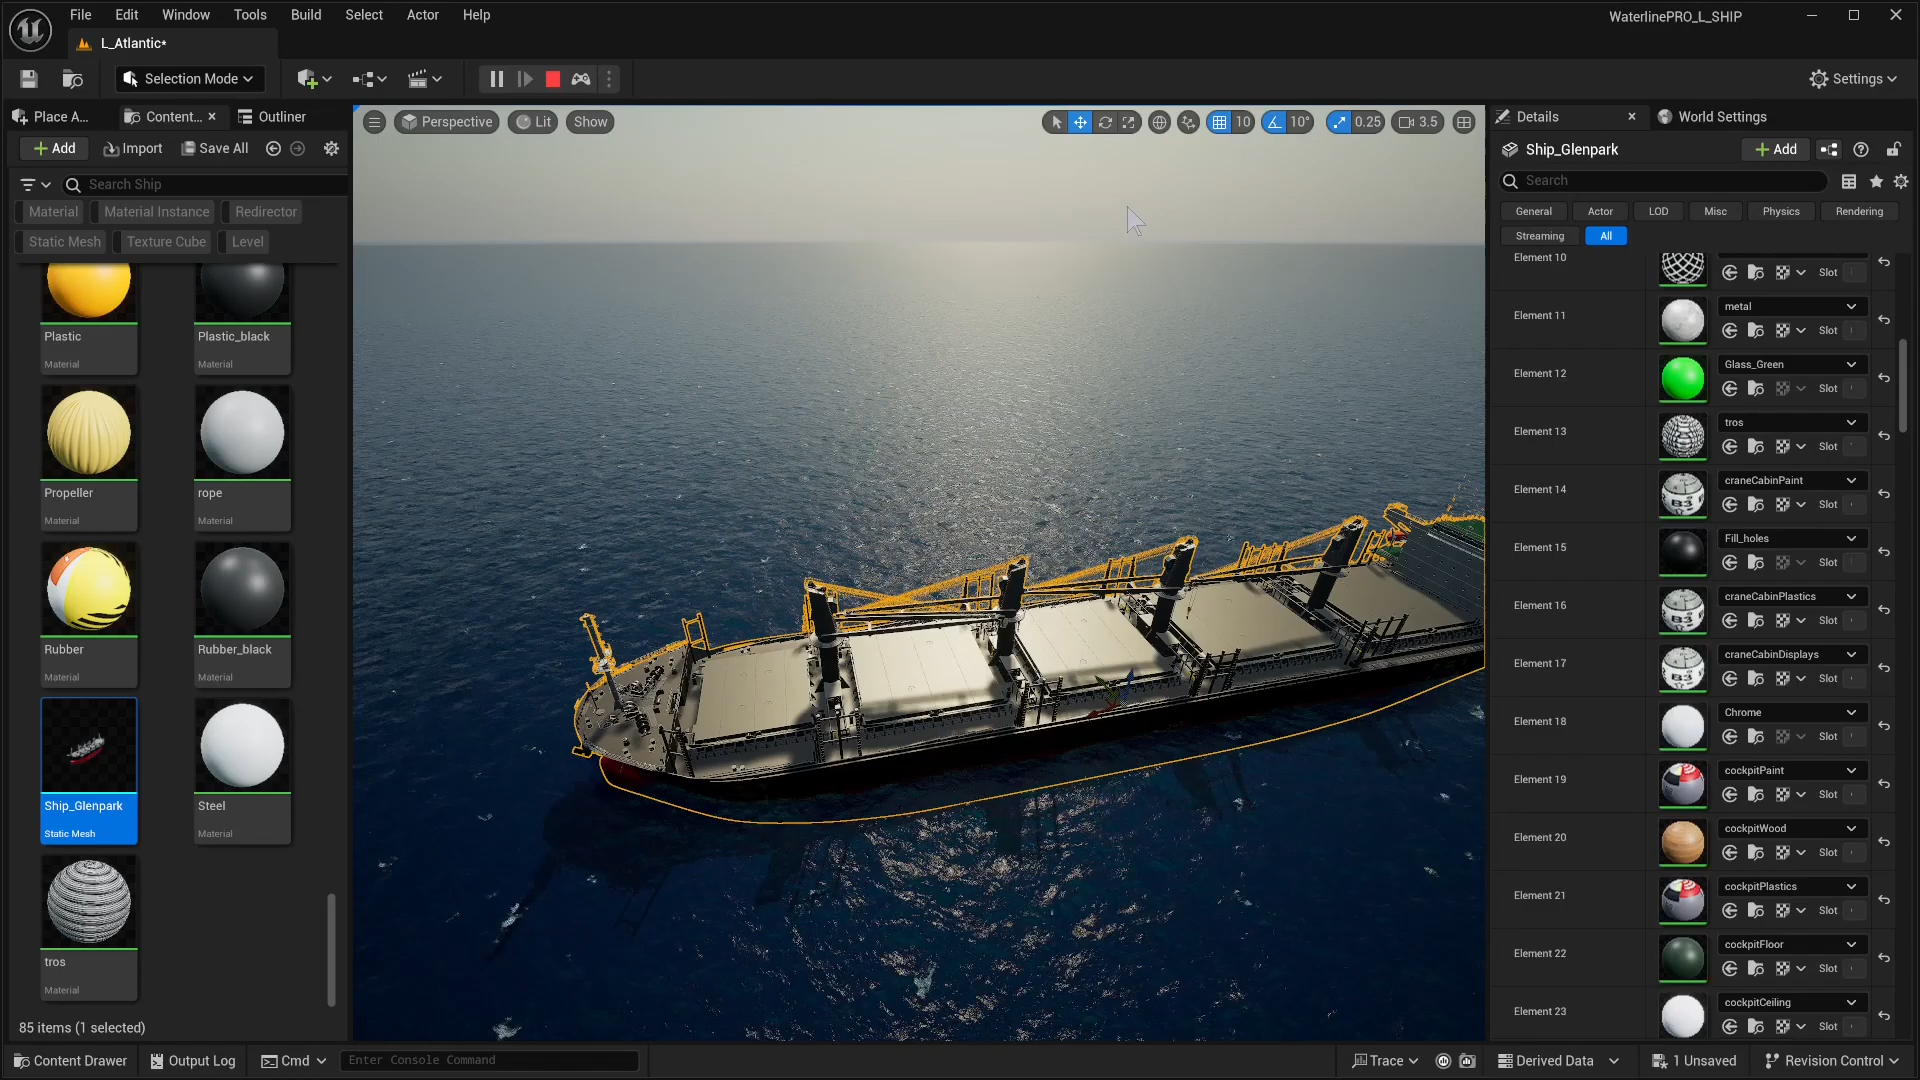 File Edit Window Tools Build Select Actor Help
WaterlinePRO_L_SHIP
L_Atlantic*
Selection Mode
Settings
Place A... Content... Outliner
Add Import Save All
Search Ship
Material Material Instance Redirector
Static Mesh Texture Cube Level
Plastic
Material
Plastic_black
Material
Propeller
Material
rope
Material
Rubber
Material
Rubber_black
Material
Ship_Glenpark
Static Mesh
Steel
Material
tros
Material
85 items (1 selected)
Perspective Lit Show
10 10° 0.25 3.5
Details World Settings
Ship_Glenpark Add
Search
General Actor LOD Misc Physics Rendering
Streaming All
Element 10
Slot
Element 11 metal
Slot
Element 12 Glass_Green
Slot
Element 13 tros
Slot
Element 14 craneCabinPaint
Slot
Element 15 Fill_holes
Slot
Element 16 craneCabinPlastics
Slot
Element 17 craneCabinDisplays
Slot
Element 18 Chrome
Slot
Element 19 cockpitPaint
Slot
Element 20 cockpitWood
Slot
Element 21 cockpitPlastics
Slot
Element 22 cockpitFloor
Slot
Element 23 cockpitCeiling
Slot
Content Drawer Output Log Cmd Enter Console Command
Trace Derived Data 1 Unsaved Revision Control